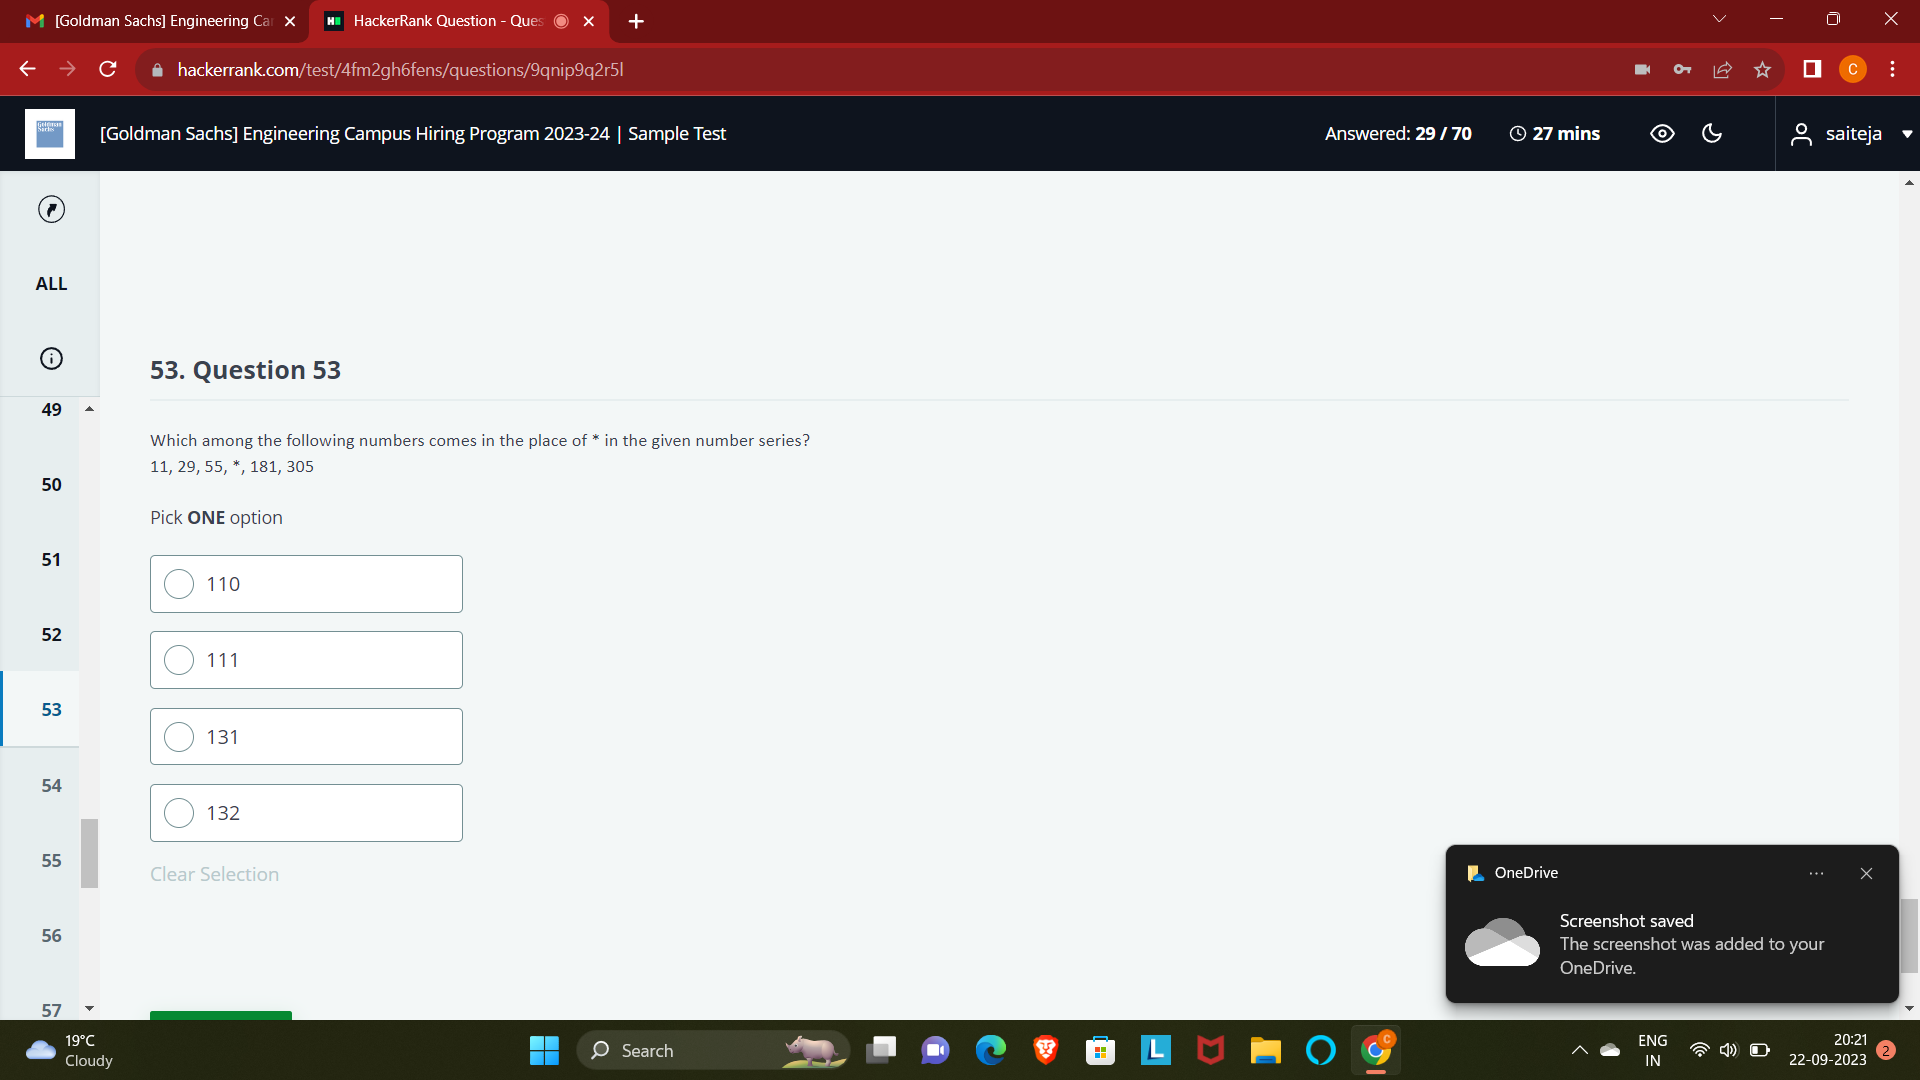 [Goldman Sachs] Engineering Ca
HackerRank Question - Ques
hackerrank.com/test/4fm2gh6fens/questions/9qnip9q2r5l
C
Goldman
Sachs
[Goldman Sachs] Engineering Campus Hiring Program 2023-24 | Sample Test
Answered: 29 / 70
27 mins
saiteja
ALL
49
50
51
52
53
54
55
56
57
53. Question 53
Which among the following numbers comes in the place of * in the given number series?
11, 29, 55, *, 181, 305
Pick ONE option
110
111
131
132
Clear Selection
OneDrive
Screenshot saved
The screenshot was added to your
OneDrive.
19°C
Cloudy
Search
L
C
ENG
IN
20:21
22-09-2023
2